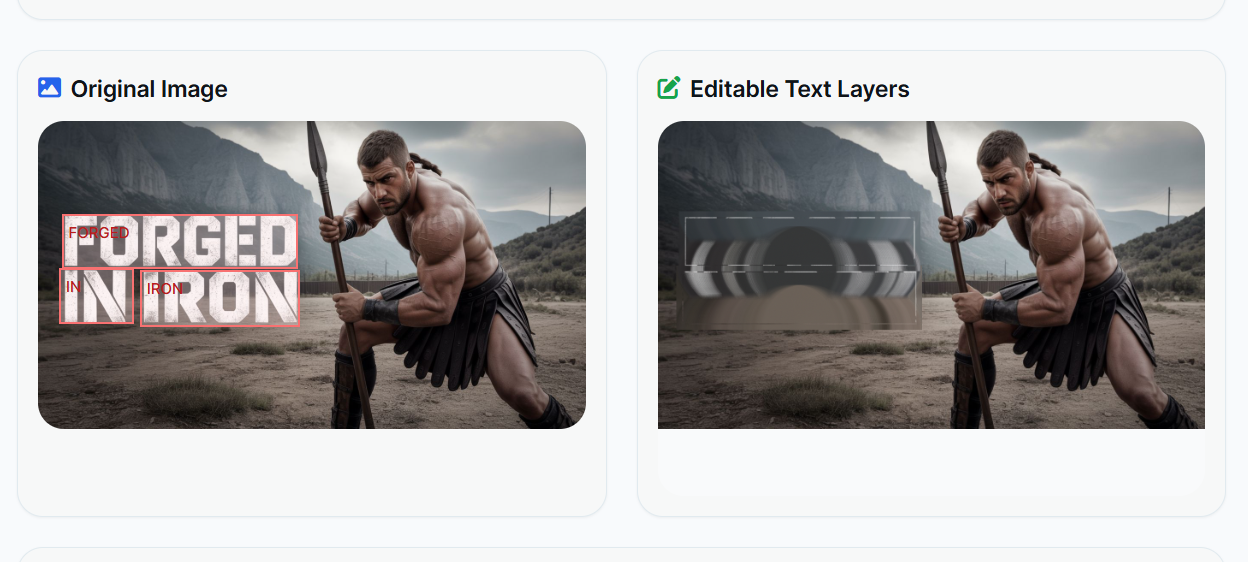 Original Image
FORGED
FORGED
IN IRON
IN IRON
Editable Text Layers